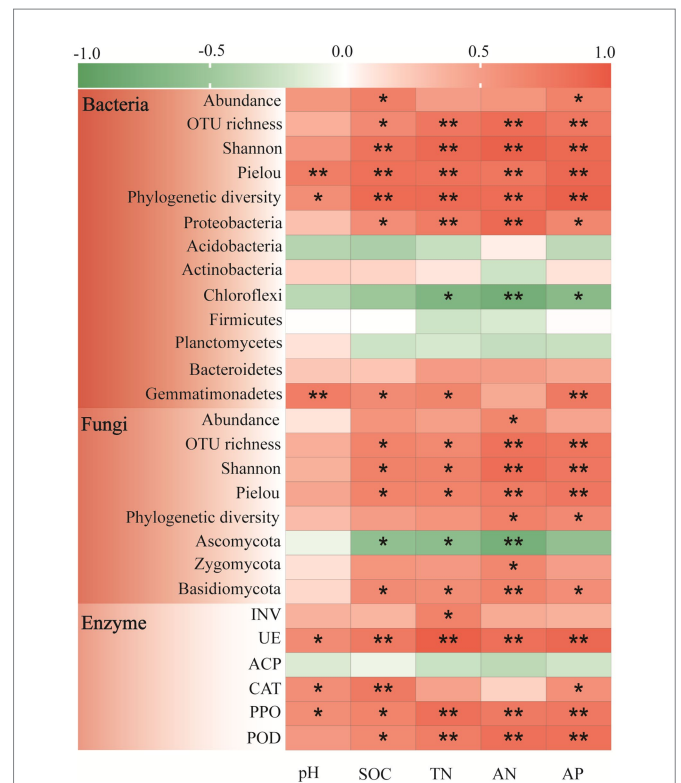 -1.0 -0.5 0.0 0.5 1.0
Bacteria
Abundance * *
OTU richness * ** ** **
Shannon ** ** ** **
Pielou ** ** ** ** **
Phylogenetic diversity * ** ** ** **
Proteobacteria * ** ** *
Acidobacteria
Actinobacteria
Chloroflexi * ** *
Firmicutes
Planctomycetes
Bacteroidetes
Gemmatimonadetes ** * * **
Fungi
Abundance *
OTU richness * * ** **
Shannon * * ** **
Pielou * * ** **
Phylogenetic diversity * *
Ascomycota * * **
Zygomycota *
Basidiomycota * * ** *
Enzyme
INV *
UE * ** ** ** **
ACP
CAT * ** *
PPO * * ** ** **
POD * ** ** **
pH SOC TN AN AP